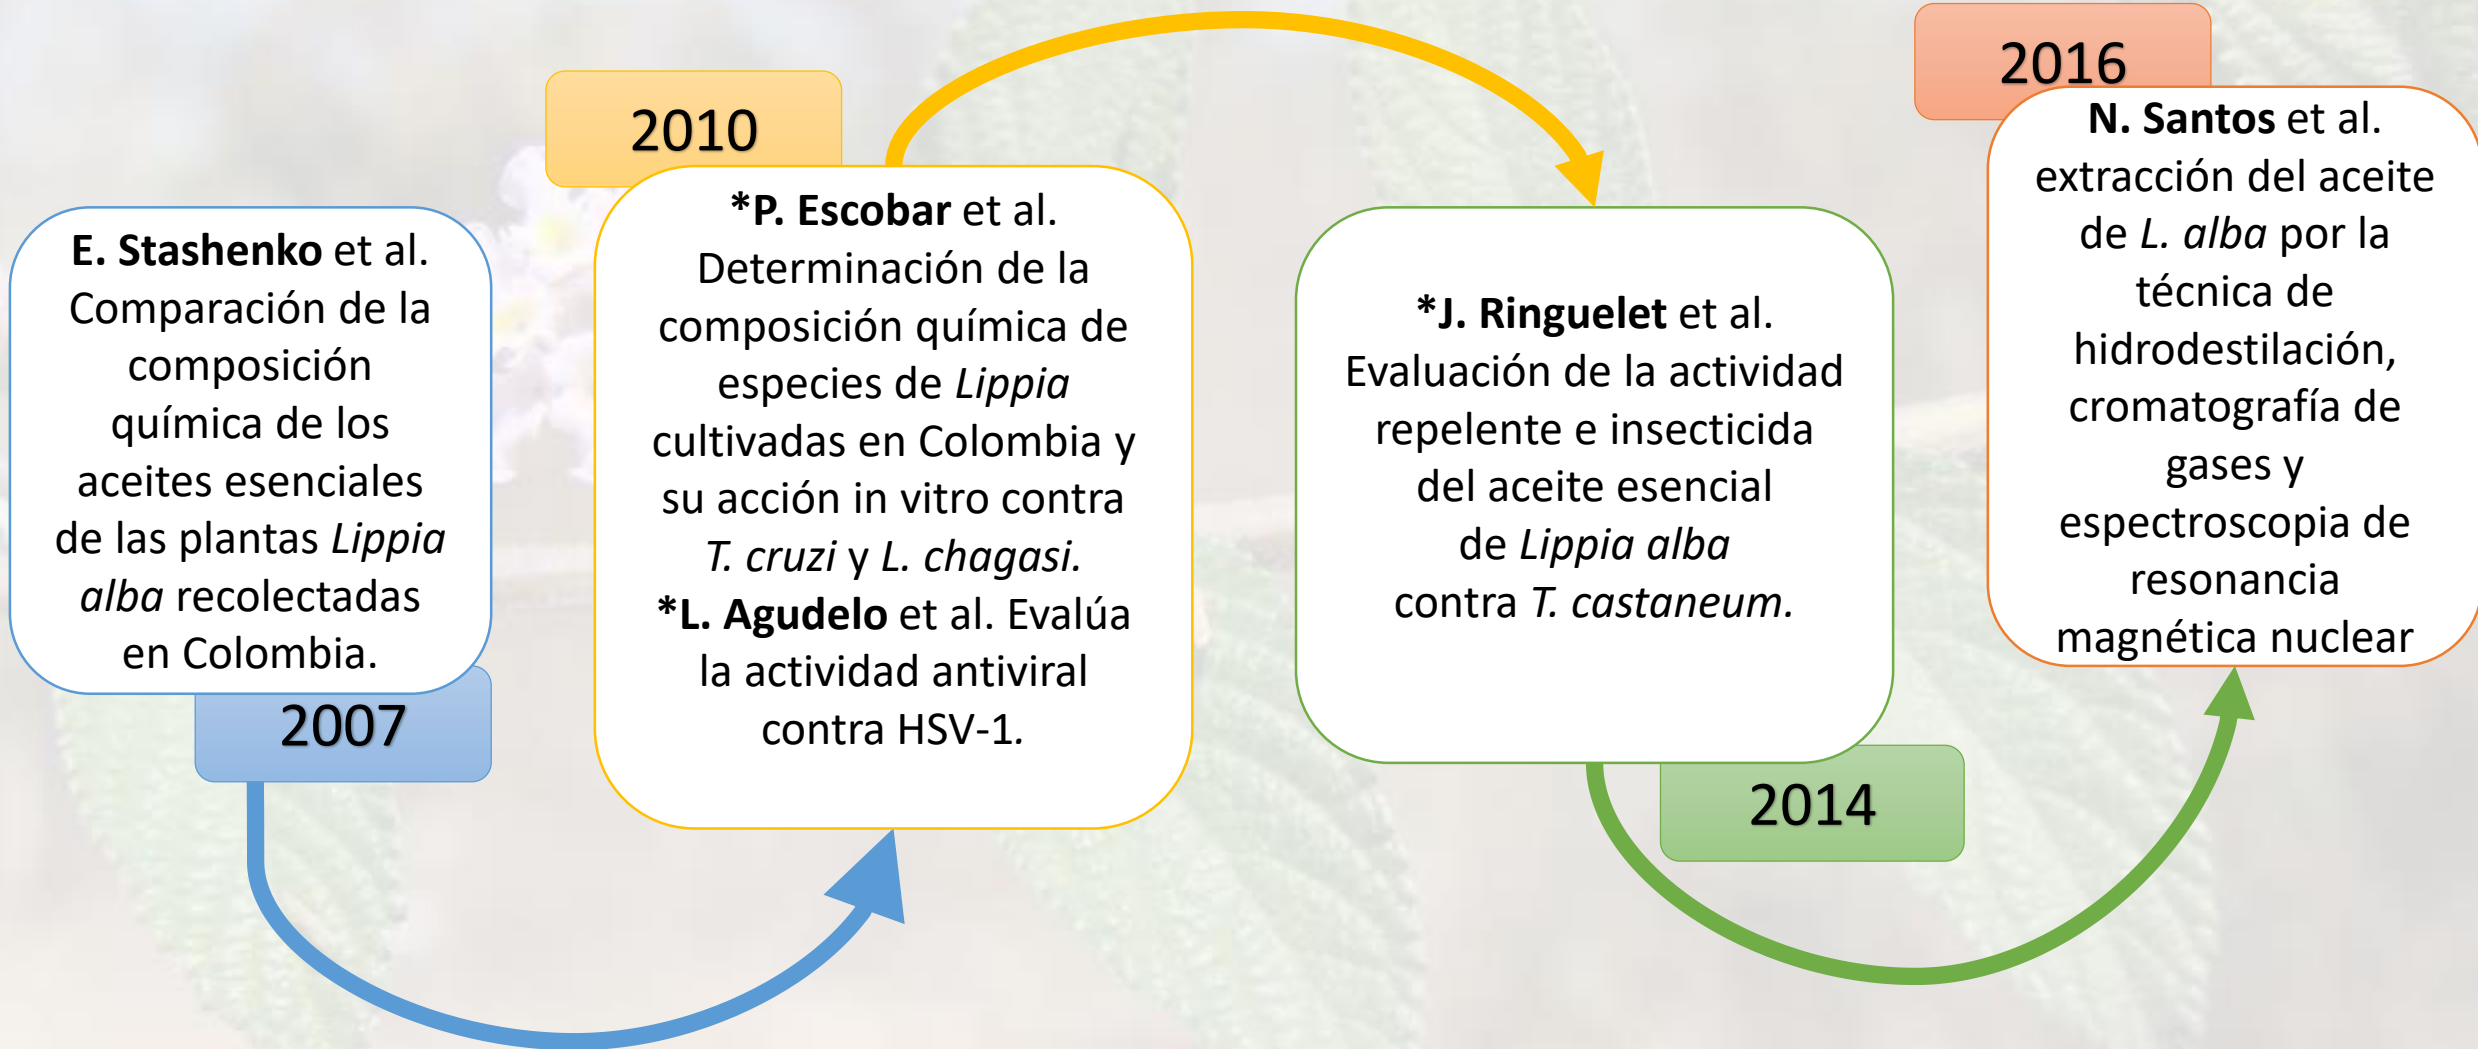 E. Stashenko et al.
Comparación de la
composición
química de los
aceites esenciales
de las plantas Lippia
alba recolectadas
en Colombia.
2007
2010
*P. Escobar et al.
Determinación de la
composición química de
especies de Lippia
cultivadas en Colombia y
su acción in vitro contra
T. cruzi y L. chagasi.
*L. Agudelo et al. Evalúa
la actividad antiviral
contra HSV-1.
*J. Ringuelet et al.
Evaluación de la actividad
repelente e insecticida
del aceite esencial
de Lippia alba
contra T. castaneum.
2014
2016
N. Santos et al.
extracción del aceite
de L. alba por la
técnica de
hidrodestilación,
cromatografía de
gases y
espectroscopia de
resonancia
magnética nuclear